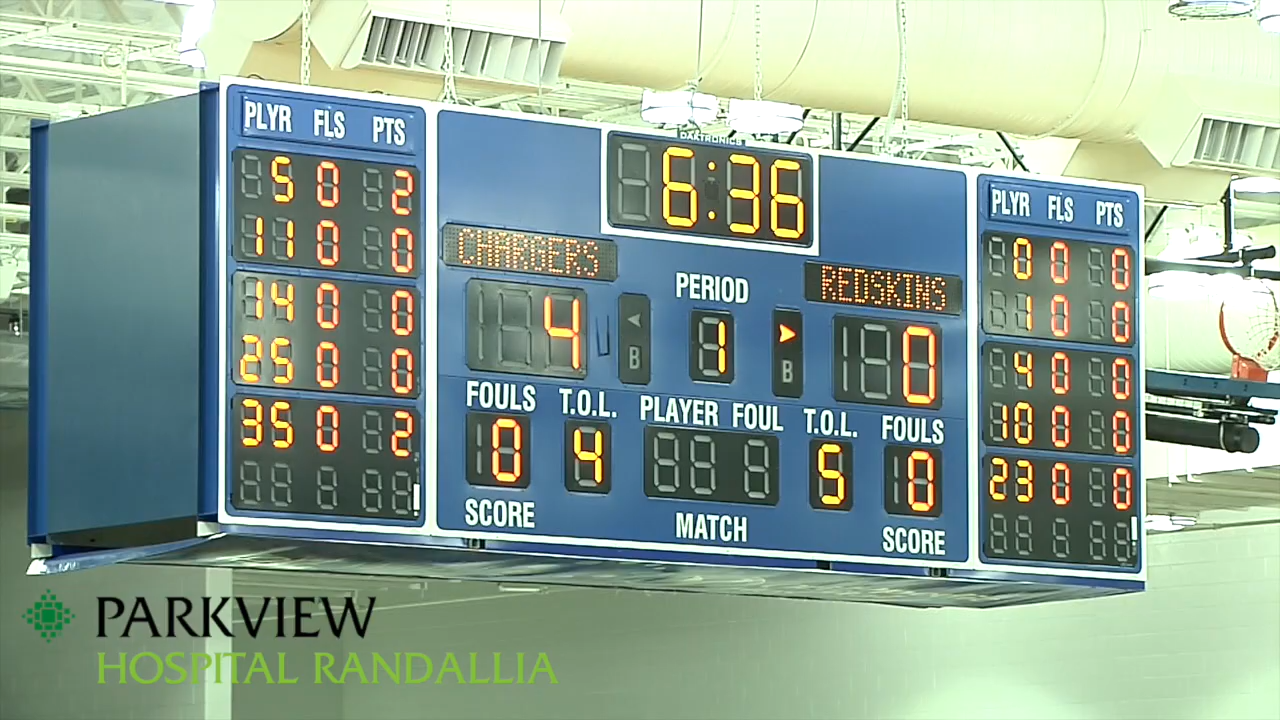 DAKTRONICS
PLYR FLS PTS
5 0 2
11 0 0
14 0 0
25 0 0
35 0 2
6:36
CHARGERS
4
PERIOD
1
B
B
REDSKINS
0
FOULS T.O.L. PLAYER FOUL T.O.L. FOULS
0 4 5 0
SCORE MATCH SCORE
PLYR FLS PTS
0 0 0
1 0 0
4 0 0
10 0 0
23 0 0
PARKVIEW
HOSPITAL RANDALLIA